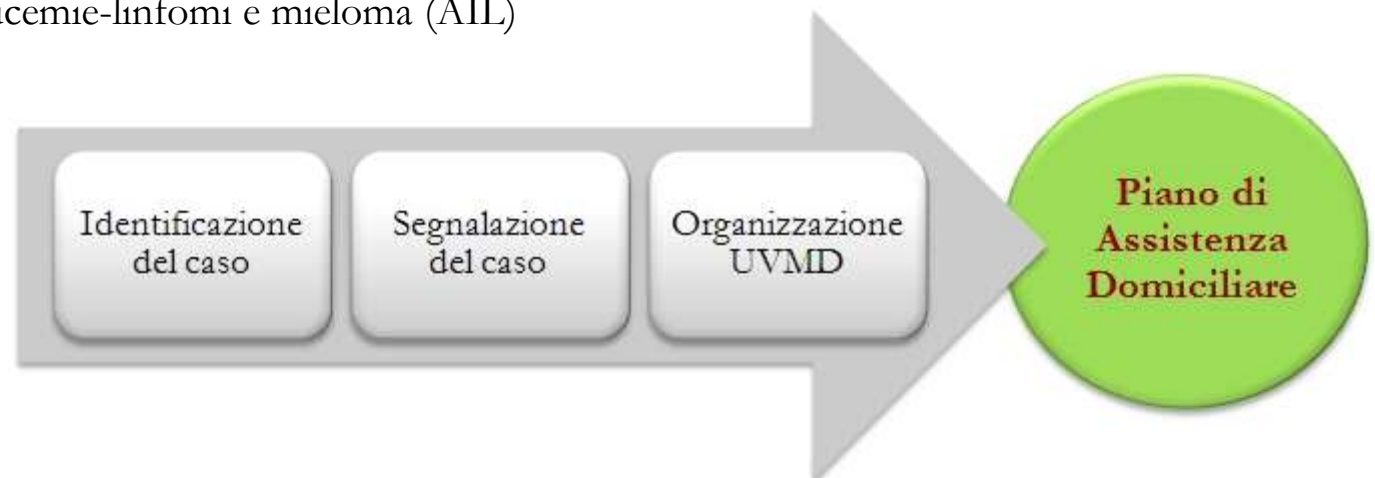 linfomi e mieloma (AIL)
Identificazione
del caso
Segnalazione
del caso
Organizzazione
UVMD
Piano di
Assistenza
Domiciliare